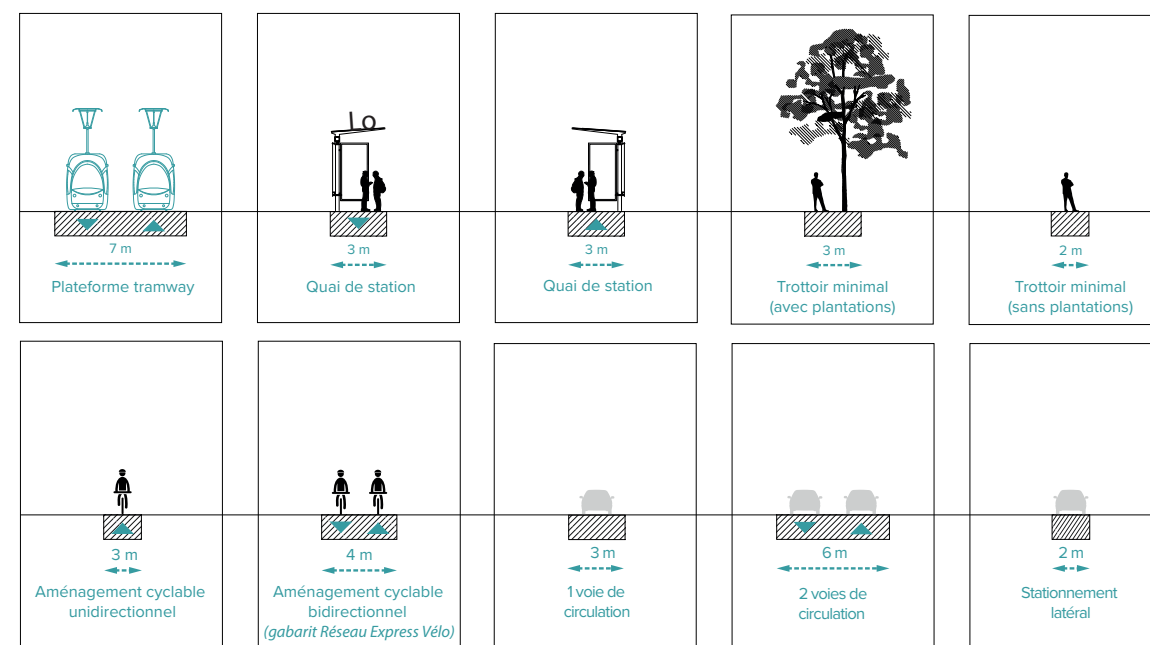 lo
7 m
Plateforme tramway
3 m
Quai de station
3 m
Quai de station
3 m
Trottoir minimal
(avec plantations)
2 m
Trottoir minimal
(sans plantations)
3 m
Aménagement cyclable
unidirectionnel
4 m
Aménagement cyclable
bidirectionnel
(gabarit Réseau Express Vélo)
3 m
1 voie de
circulation
6 m
2 voies de
circulation
2 m
Stationnement
latéral